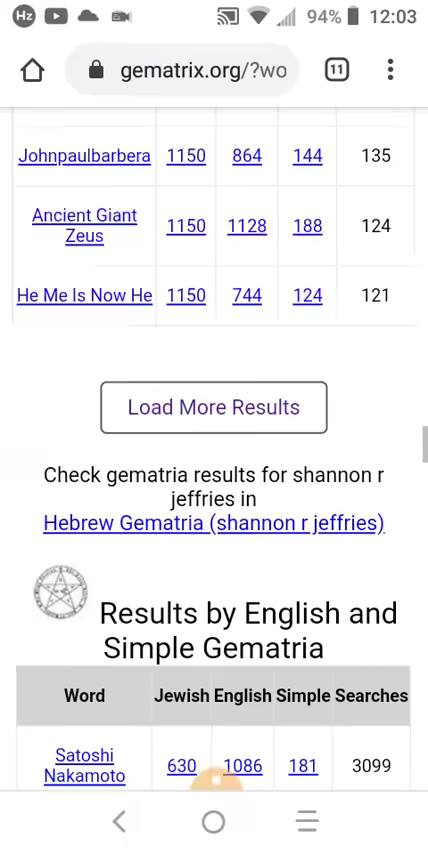 Hz 94% 12:03
gematrix.org/?wo 11
Johnpaulbarbera 1150 864 144 135
Ancient Giant
Zeus 1150 1128 188 124
He Me Is Now He 1150 744 124 121
Load More Results
Check gematria results for shannon r
jeffries in
Hebrew Gematria (shannon r jeffries)
Results by English and
Simple Gematria
Word Jewish English Simple Searches
Satoshi
Nakamoto 630 1086 181 3099